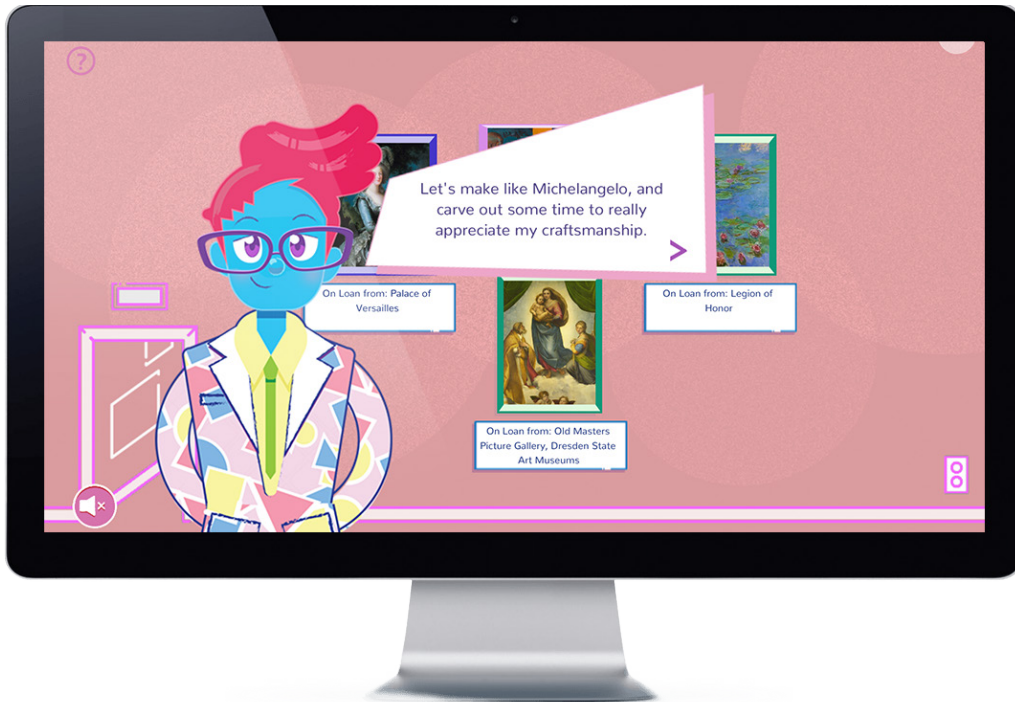 ?
Let's make like Michelangelo, and
carve out some time to really
appreciate my craftsmanship.
>
On Loan from: Palace of
Versailles
On Loan from: Legion of
Honor
On Loan from: Old Masters
Picture Gallery, Dresden State
Art Museums